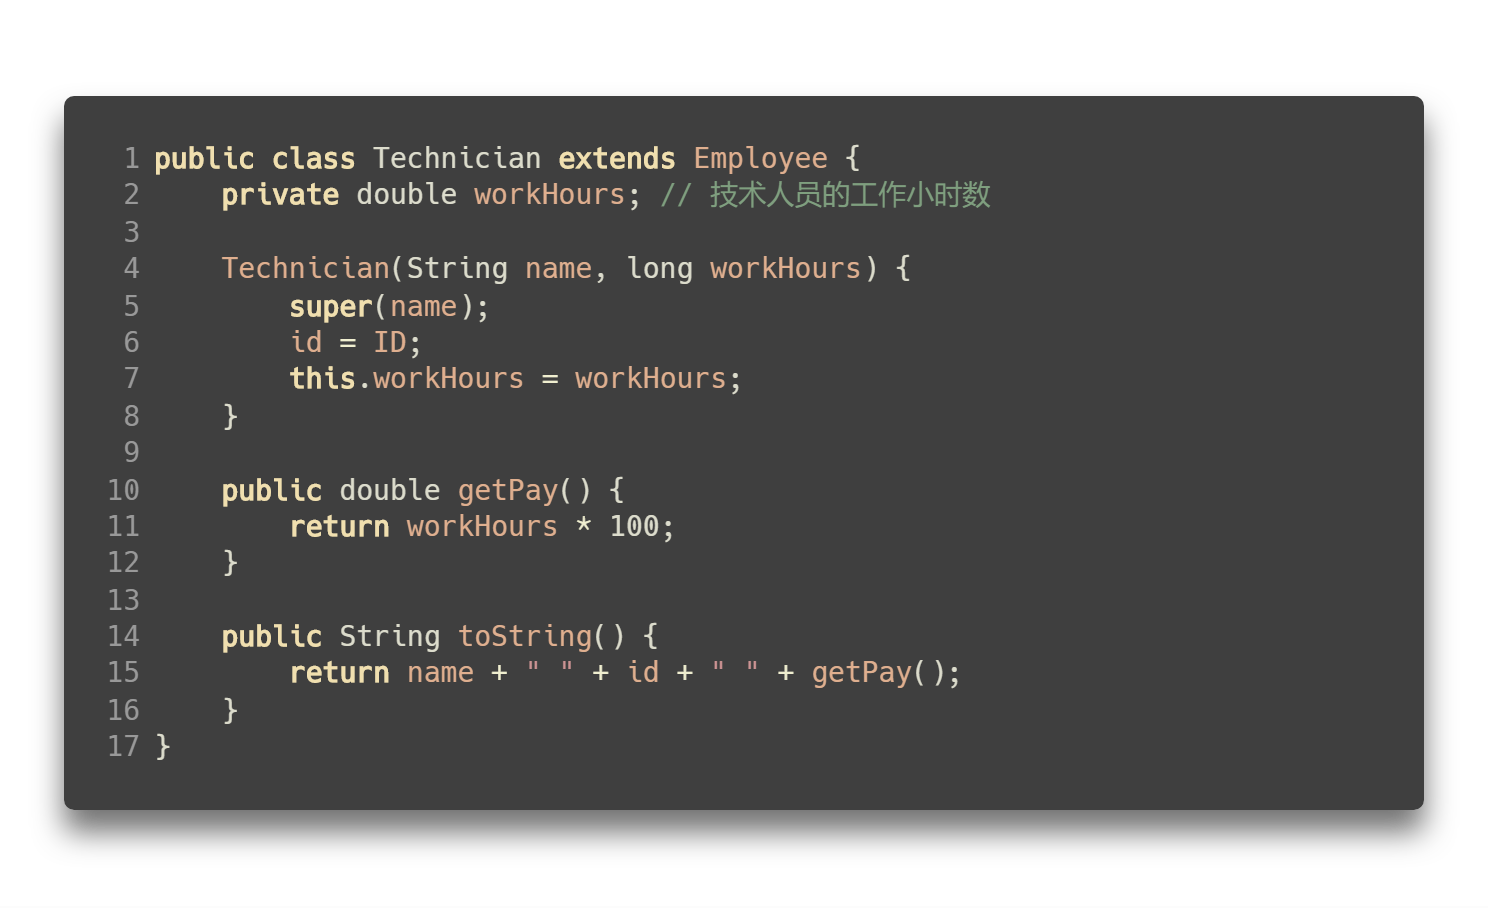 1 public class Technician extends Employee {
2     private double workHours; // 技术人员的工作小时数
3
4     Technician(String name, long workHours) {
5         super(name);
6         id = ID;
7         this.workHours = workHours;
8     }
9
10     public double getPay() {
11         return workHours * 100;
12     }
13
14     public String toString() {
15         return name + " " + id + " " + getPay();
16     }
17 }